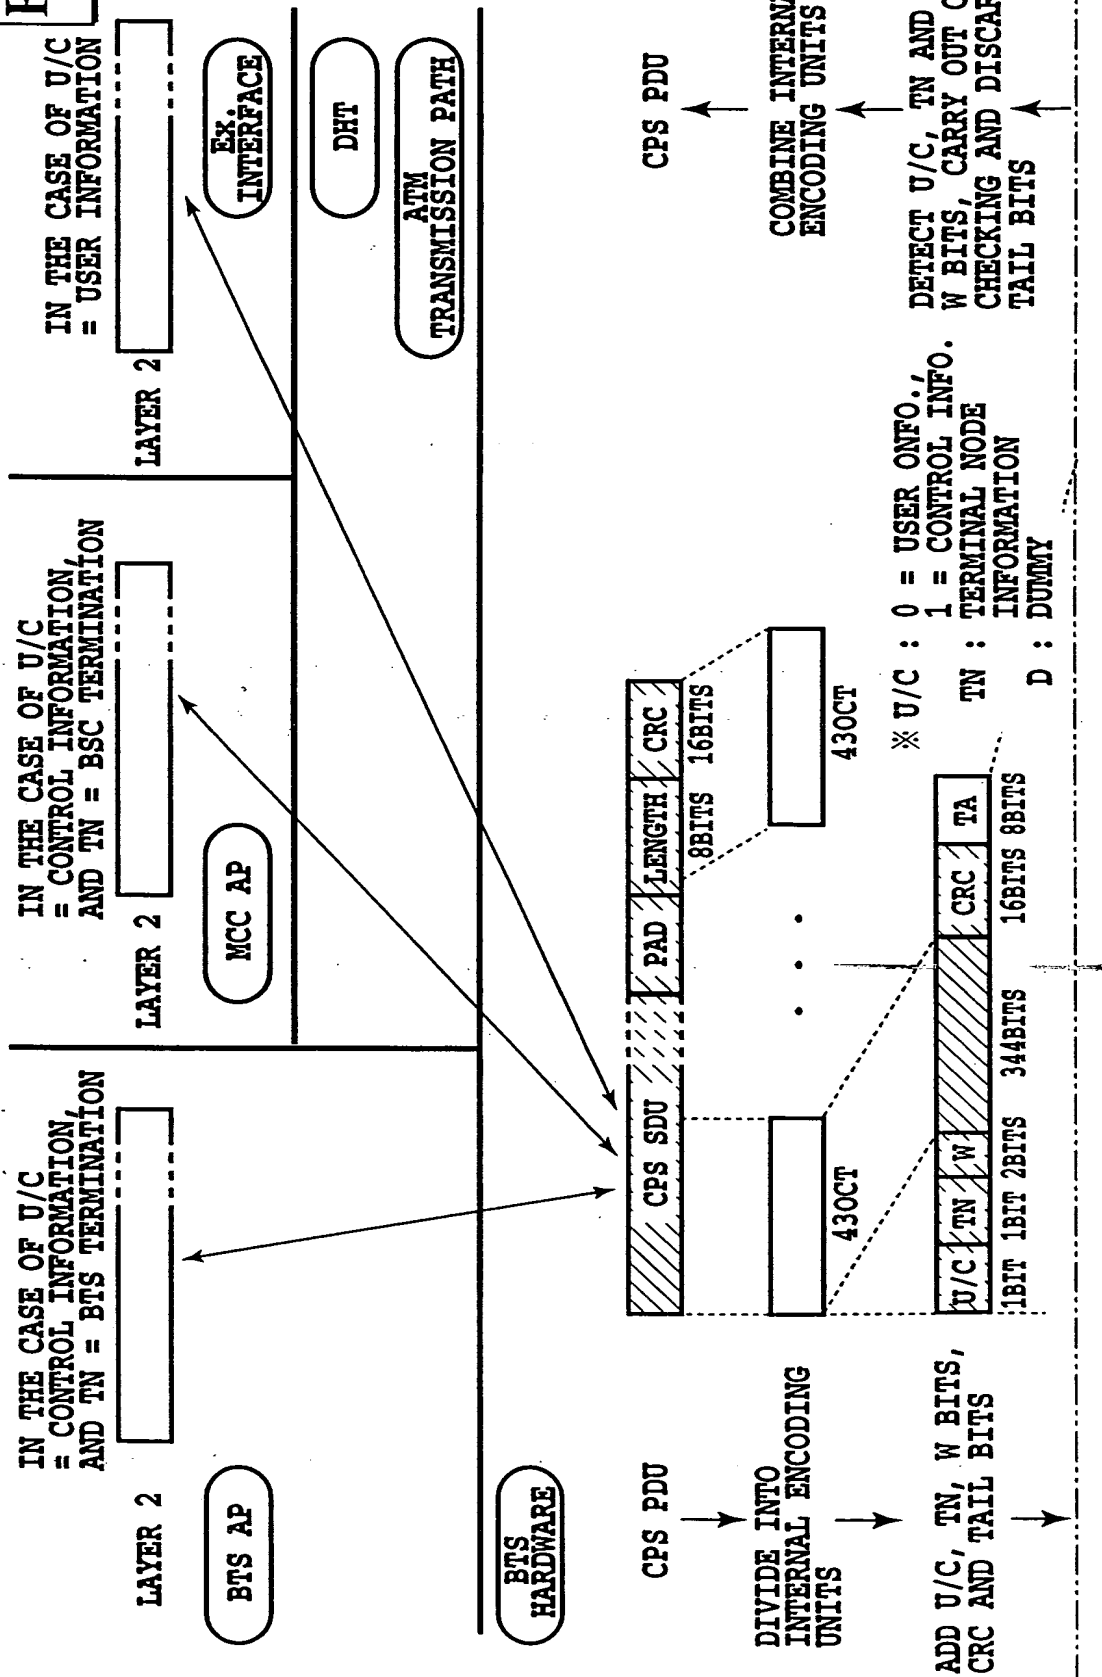 IN THE CASE OF U/C
= CONTROL INFORMATION,
AND TN = BTS TERMINATION
LAYER 2
BTS AP
IN THE CASE OF U/C
= CONTROL INFORMATION,
AND TN = BSC TERMINATION
LAYER 2
MCC AP
IN THE CASE OF U/C
= USER INFORMATION
LAYER 2
Ex.
INTERFACE
DHT
ATM
TRANSMISSION PATH
BTS
HARDWARE
CPS PDU
DIVIDE INTO
INTERNAL ENCODING
UNITS
ADD U/C, TN, W BITS,
CRC AND TAIL BITS
CPS SDU
PAD
LENGTH
CRC
8BITS
16BITS
43OCT
• • •
43OCT
U/C
TN
W
CRC
TA
1BIT
1BIT
2BITS
344BITS
16BITS
8BITS
※ U/C : 0 = USER ONFO.,
1 = CONTROL INFO.
TN : TERMINAL NODE
INFORMATION
D : DUMMY
CPS PDU
COMBINE INTERNA
ENCODING UNITS
DETECT U/C, TN AND
W BITS, CARRY OUT C
CHECKING AND DISCAR
TAIL BITS